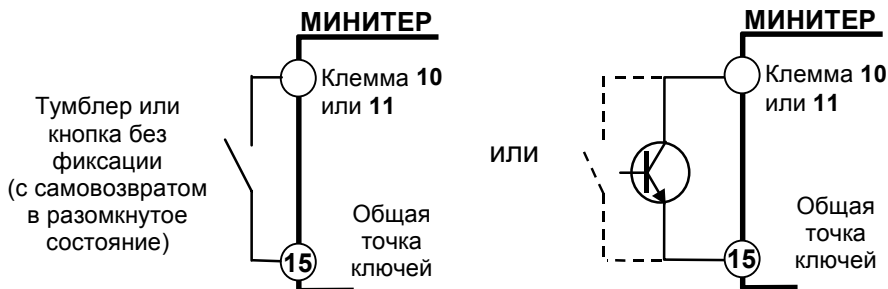 МИНИТЕР
Клемма 10
или 11
Тумблер или
кнопка без
фиксации
(с самовозвратом
в разомкнутое
состояние)
Общая
точка
ключей
15
ИЛИ
МИНИТЕР
Клемма 10
или 11
Общая
точка
ключей
15